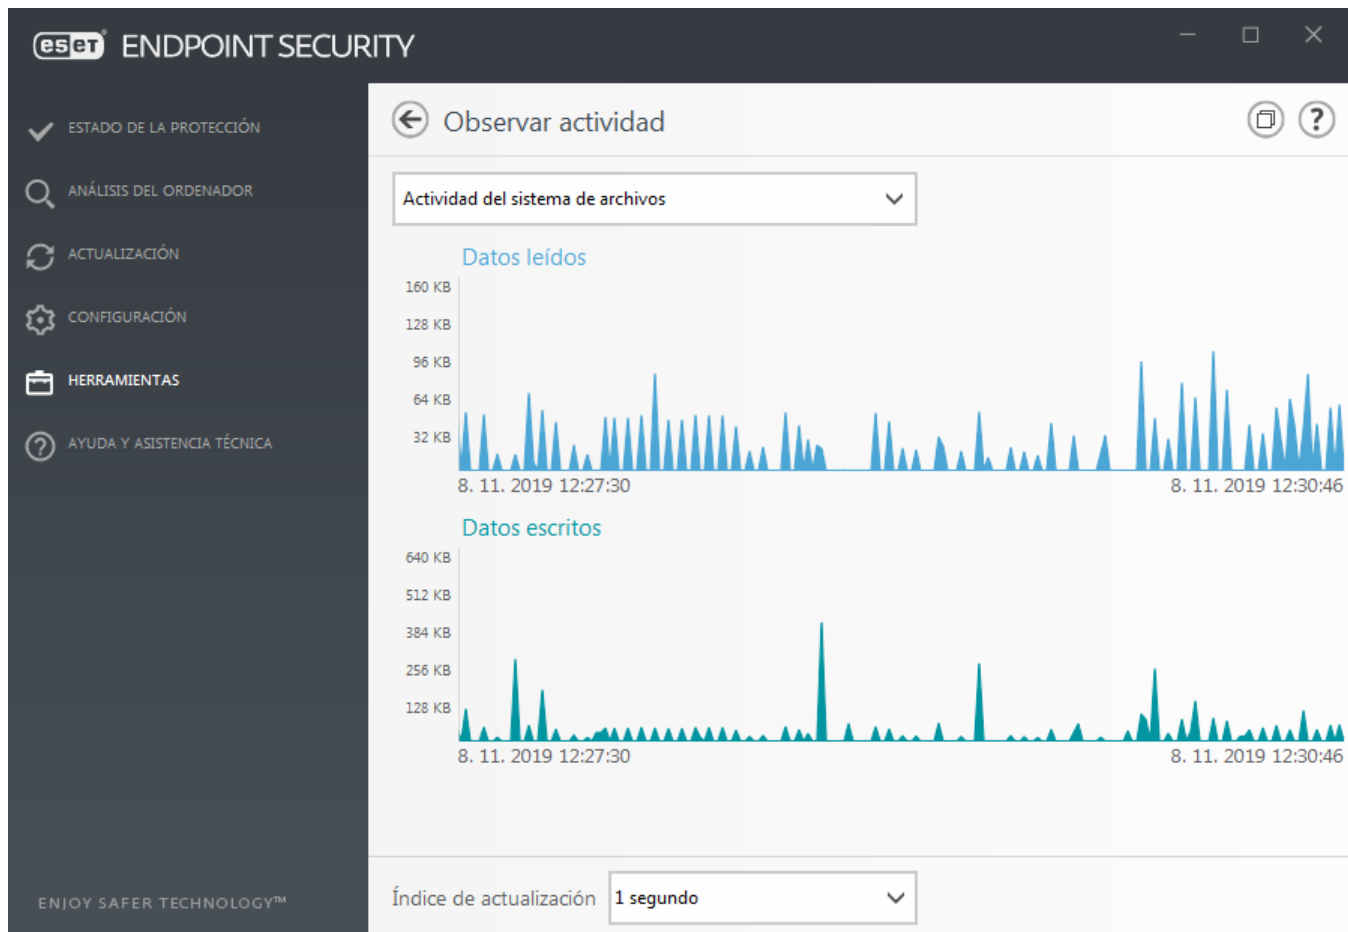 eset ENDPOINT SECURITY
ESTADO DE LA PROTECCIÓN
ANÁLISIS DEL ORDENADOR
ACTUALIZACIÓN
CONFIGURACIÓN
HERRAMIENTAS
AYUDA Y ASISTENCIA TÉCNICA
ENJOY SAFER TECHNOLOGY™
Observar actividad
?
Actividad del sistema de archivos
Datos leídos
160 KB
128 KB
96 KB
64 KB
32 KB
8. 11. 2019 12:27:30 8. 11. 2019 12:30:46
Datos escritos
640 KB
512 KB
384 KB
256 KB
128 KB
8. 11. 2019 12:27:30 8. 11. 2019 12:30:46
Índice de actualización 1 segundo